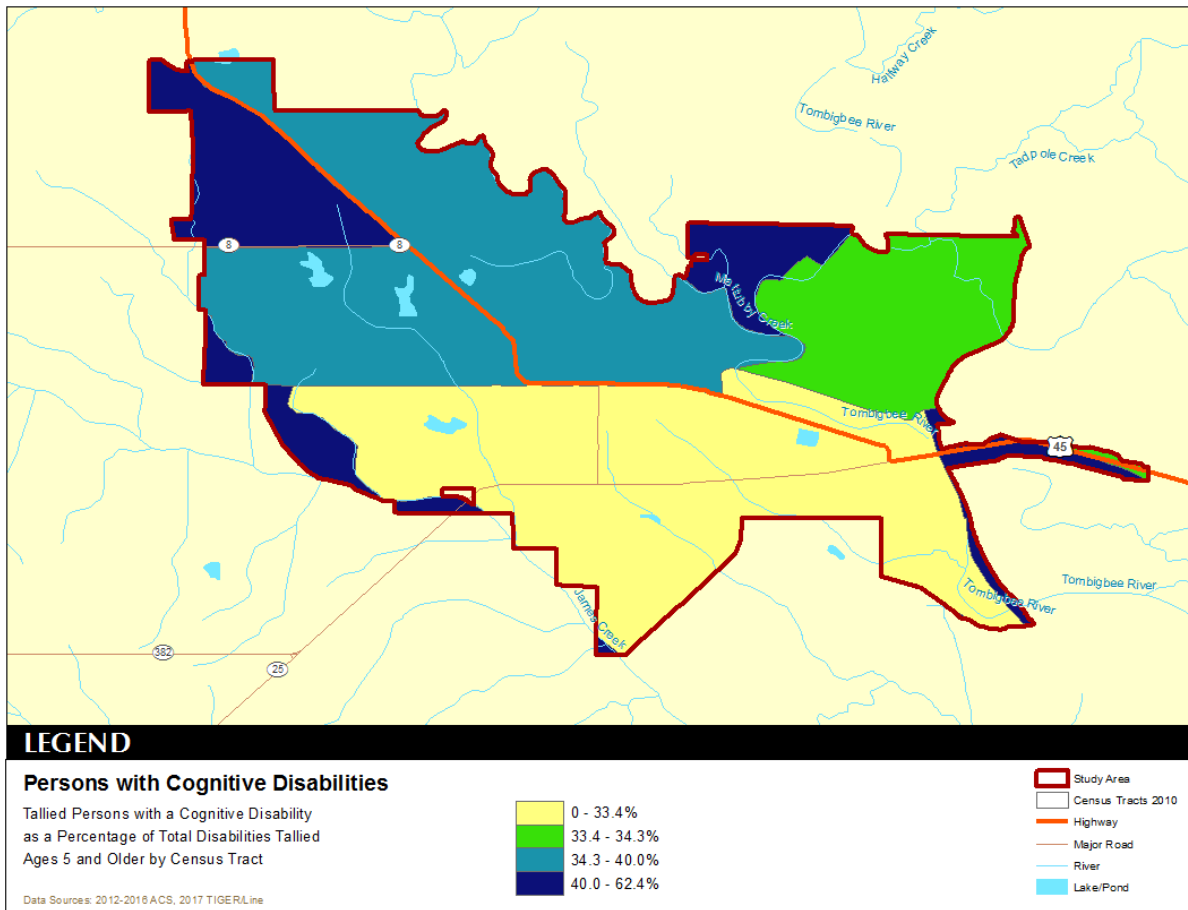 Halfway Creek
Tombigbee River
Tadpole Creek
8
8
Matubby Creek
Tombigbee River
45
Tombigbee River
Tombigbee River
James Creek
382
25
LEGEND
Persons with Cognitive Disabilities
Tallied Persons with a Cognitive Disability
as a Percentage of Total Disabilities Tallied
Ages 5 and Older by Census Tract
Data Sources: 2012-2016 ACS, 2017 TIGER/Line
0 - 33.4%
33.4 - 34.3%
34.3 - 40.0%
40.0 - 62.4%
Study Area
Census Tracts 2010
Highway
Major Road
River
Lake/Pond